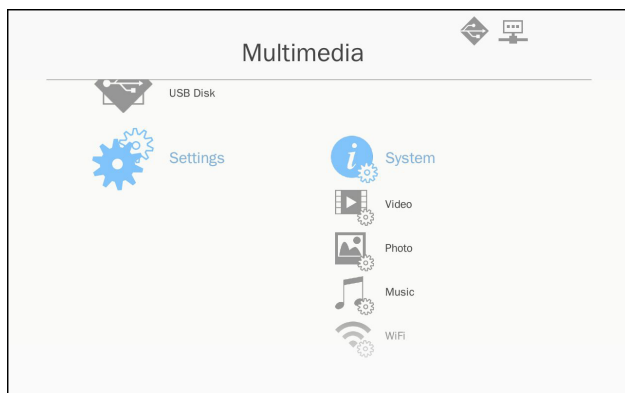 Multimedia
USB Disk
Settings
System
Video
Photo
Music
WiFi